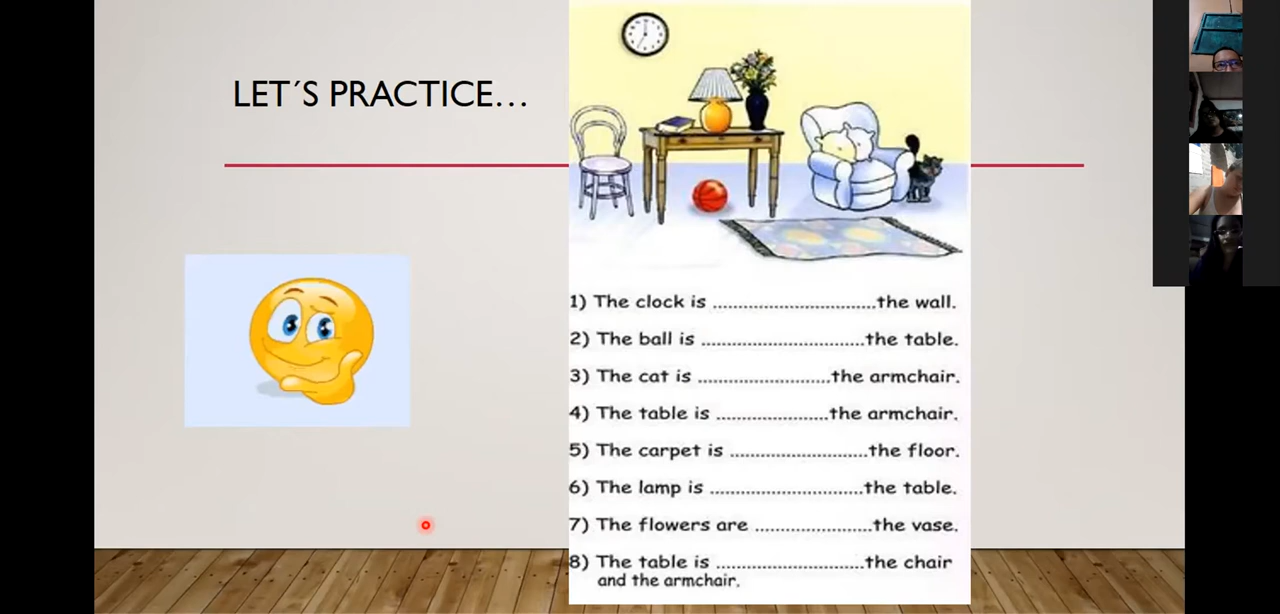 LET´S PRACTICE…
1) The clock is ................................the wall.
2) The ball is ................................the table.
3) The cat is ..........................the armchair.
4) The table is ......................the armchair.
5) The carpet is ...........................the floor.
6) The lamp is ..............................the table.
7) The flowers are .......................the vase.
8) The table is .............................the chair
and the armchair.